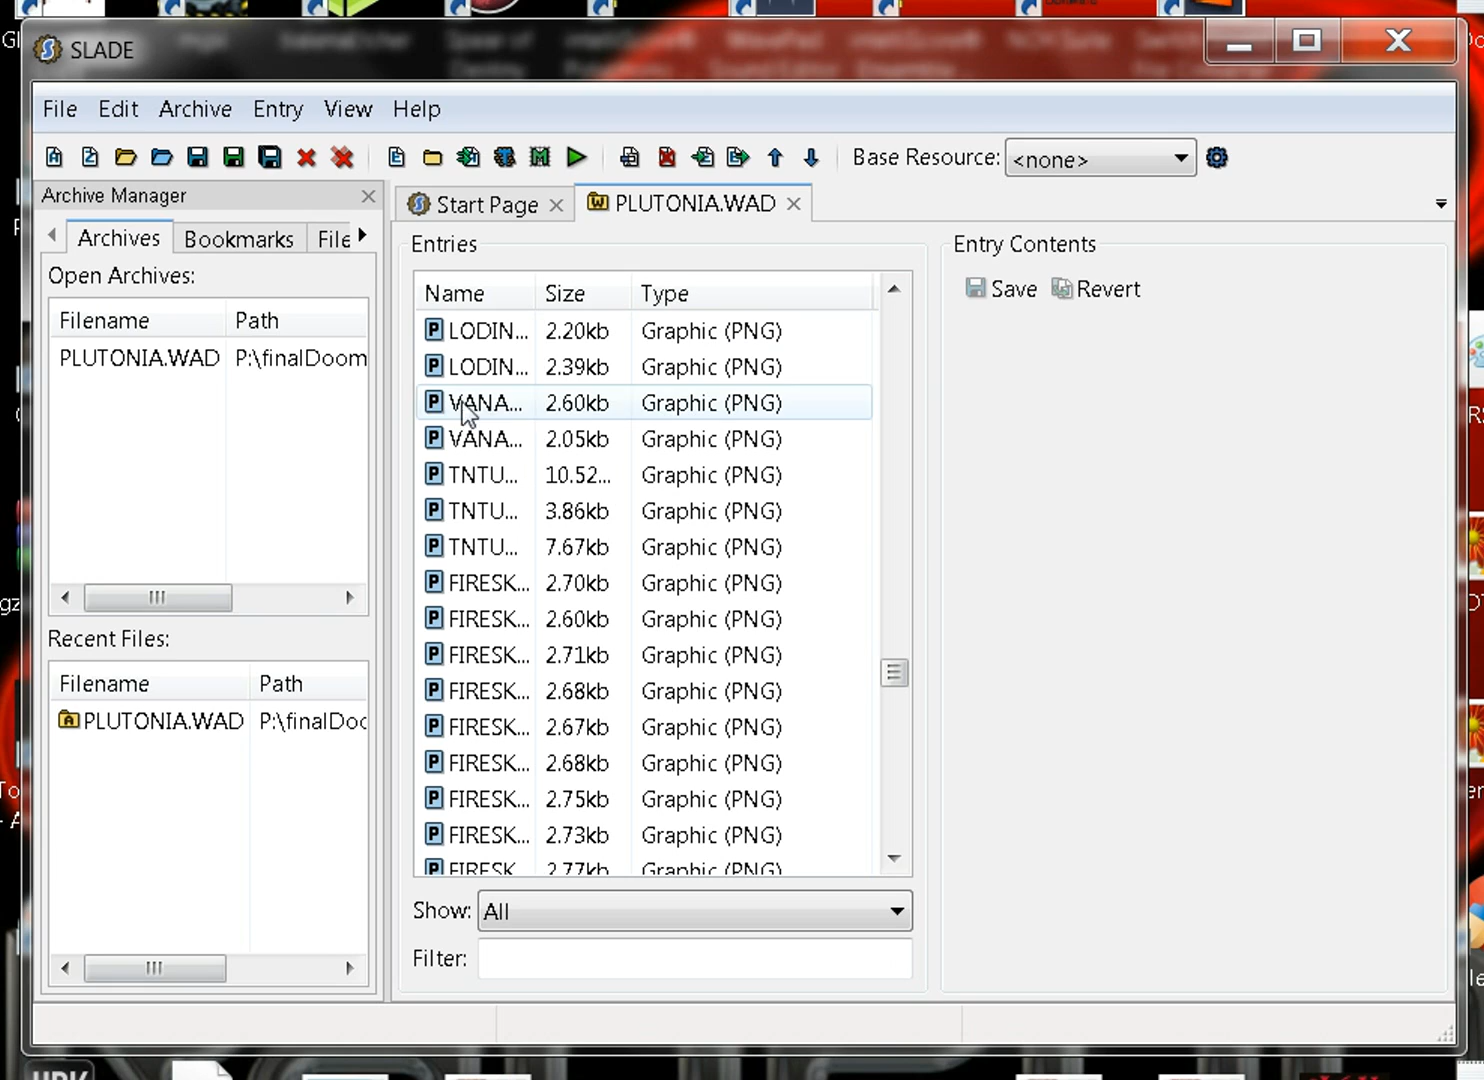 SLADE
File Edit Archive Entry View Help
Base Resource: <none>
Archive Manager
Start Page
PLUTONIA.WAD
Archives Bookmarks File
Open Archives:
Filename Path
PLUTONIA.WAD P:\finalDoom
Recent Files:
Filename Path
PLUTONIA.WAD P:\finalDoc
Entries
Name Size Type
LODIN... 2.20kb Graphic (PNG)
LODIN... 2.39kb Graphic (PNG)
VANA... 2.60kb Graphic (PNG)
VANA... 2.05kb Graphic (PNG)
TNTU... 10.52... Graphic (PNG)
TNTU... 3.86kb Graphic (PNG)
TNTU... 7.67kb Graphic (PNG)
FIRESK... 2.70kb Graphic (PNG)
FIRESK... 2.60kb Graphic (PNG)
FIRESK... 2.71kb Graphic (PNG)
FIRESK... 2.68kb Graphic (PNG)
FIRESK... 2.67kb Graphic (PNG)
FIRESK... 2.68kb Graphic (PNG)
FIRESK... 2.75kb Graphic (PNG)
FIRESK... 2.73kb Graphic (PNG)
FIRESK 2.77kb Graphic (PNG)
Show: All
Filter:
Entry Contents
Save Revert